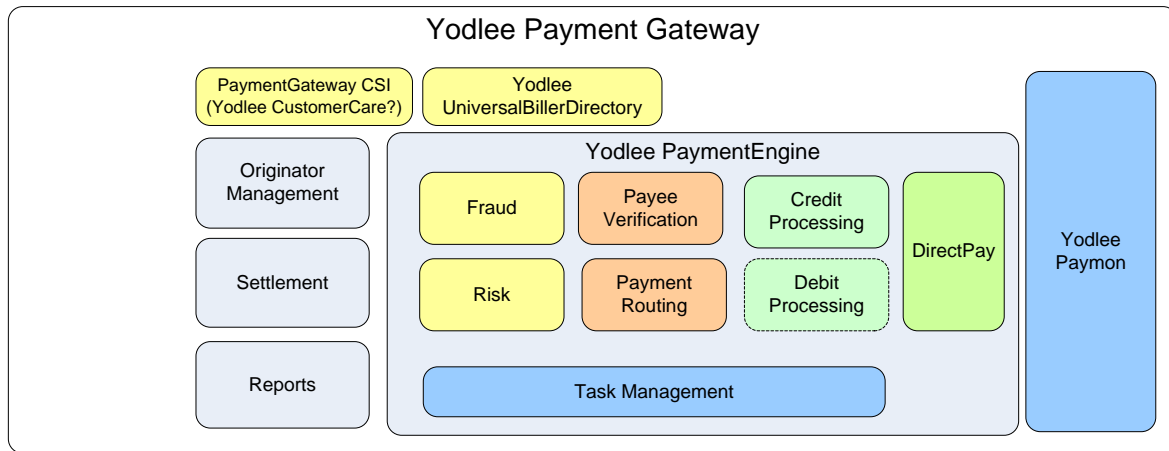 Yodlee Payment Gateway
PaymentGateway CSI
(Yodlee CustomerCare?)
Yodlee
UniversalBillerDirectory
Originator
Management
Settlement
Reports
Yodlee PaymentEngine
Fraud
Payee
Verification
Credit
Processing
DirectPay
Risk
Payment
Routing
Debit
Processing
Task Management
Yodlee
Paymon